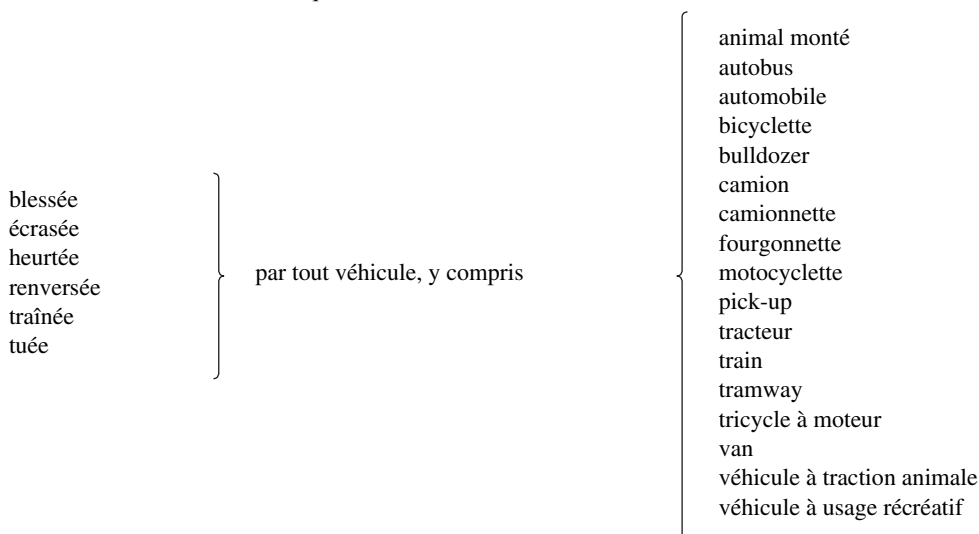 blessée
écrasée
heurtée
renversée
traînée
tuée
par tout véhicule, y compris
animal monté
autobus
automobile
bicyclette
bulldozer
camion
camionnette
fourgonnette
motocyclette
pick-up
tracteur
train
tramway
tricycle à moteur
van
véhicule à traction animale
véhicule à usage récréatif